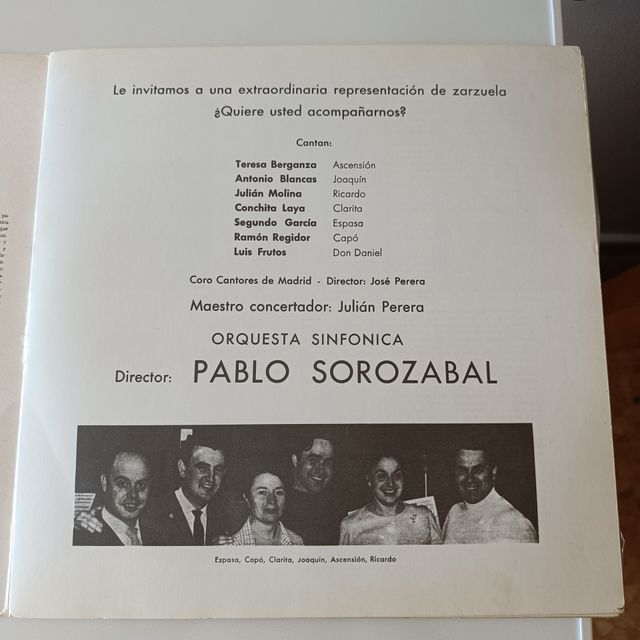 Le invitamos a una extraordinaria representación de zarzuela
¿Quiere usted acompañarnos?
Cantan:
Teresa Berganza Ascensión
Antonio Blancas Joaquín
Julián Molina Ricardo
Conchita Laya Clarita
Segundo García Espasa
Ramón Regidor Capó
Luis Frutos Don Daniel
Coro Cantores de Madrid - Director: José Perera
Maestro concertador: Julián Perera
ORQUESTA SINFONICA
Director: PABLO SOROZABAL
Espasa, Capó, Clarita, Joaquín, Ascensión, Ricardo